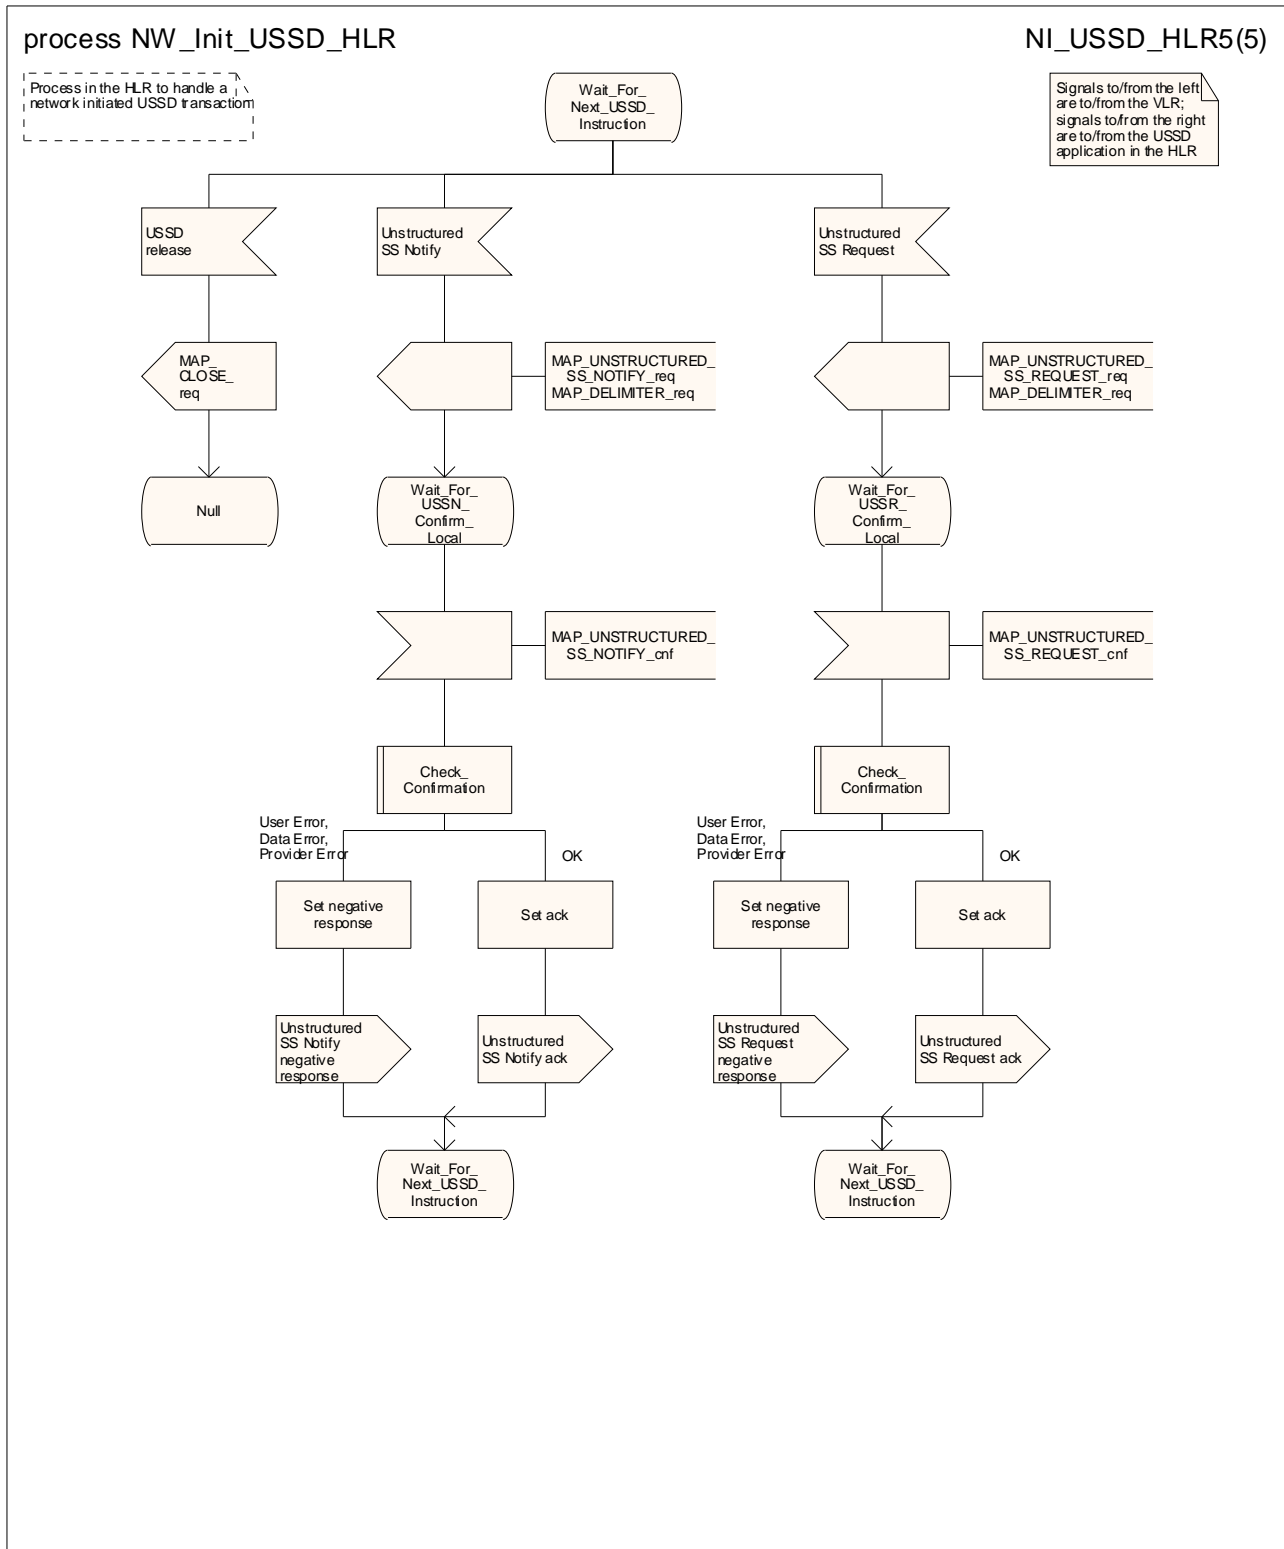 process NW_Init_USSD_HLR
NI_USSD_HLR5(5)
Process in the HLR to handle a
network initiated USSD transaction
Wait_For_
Next_USSD_
Instruction
Signals to/from the left
are to/from the VLR;
signals to/from the right
are to/from the USSD
application in the HLR
USSD
release
Unstructured
SS Notify
Unstructured
SS Request
MAP_
CLOSE_
req
MAP_UNSTRUCTURED_
SS_NOTIFY_req
MAP_DELIMITER_req
MAP_UNSTRUCTURED_
SS_REQUEST_req
MAP_DELIMITER_req
Null
Wait_For_
USSN_
Confirm_
Local
Wait_For_
USSR_
Confirm_
Local
MAP_UNSTRUCTURED_
SS_NOTIFY_cnf
MAP_UNSTRUCTURED_
SS_REQUEST_cnf
Check_
Confirmation
Check_
Confirmation
User Error,
Data Error,
Provider Error
OK
User Error,
Data Error,
Provider Error
OK
Set negative
response
Set ack
Set negative
response
Set ack
Unstructured
SS Notify
negative
response
Unstructured
SS Notify ack
Unstructured
SS Request
negative
response
Unstructured
SS Request ack
Wait_For_
Next_USSD_
Instruction
Wait_For_
Next_USSD_
Instruction